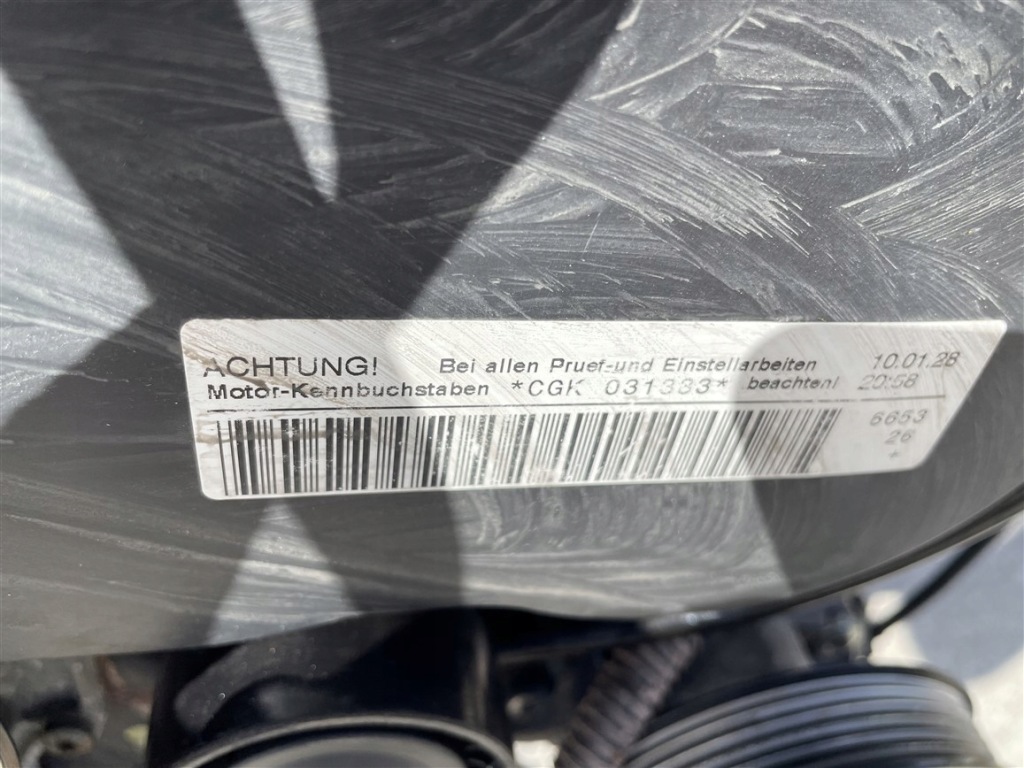 ACHTUNG! Bei allen Pruef-und Einstellarbeiten 10.01.28
Motor-Kennbuchstaben *CGK 031333* beachten! 20:58
6653
26
+